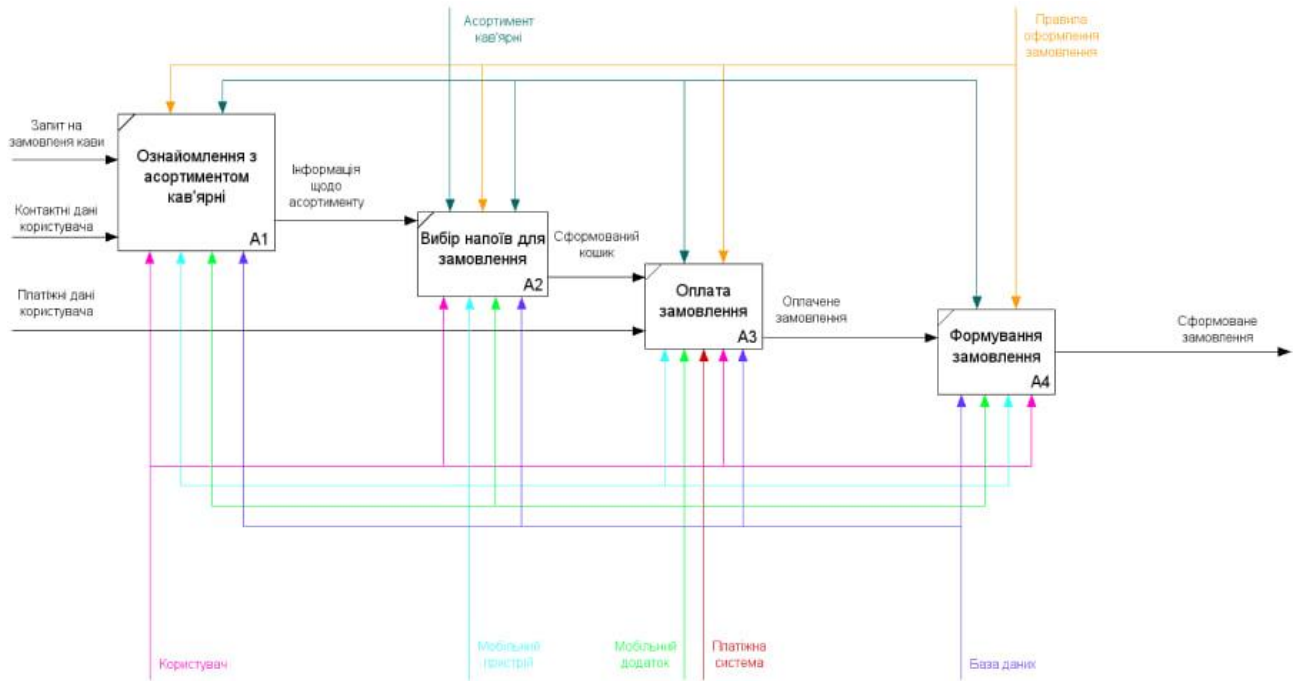 Асортимент
кав'ярні
Правила
оформлення
замовлення
Запит на
замовленя кави
Ознайомлення з
асортиментом
кав'ярні
A1
Інформація
щодо
асортименту
Контактні дані
користувача
Вибір напоїв для
замовлення
A2
Сформований
кошик
Платіжні дані
користувача
Оплата
замовлення
A3
Оплачене
замовлення
Формування
замовлення
A4
Сформоване
замовлення
Користувач
Мобільний
пристрій
Мобільний
додаток
Платіжна
система
База даних